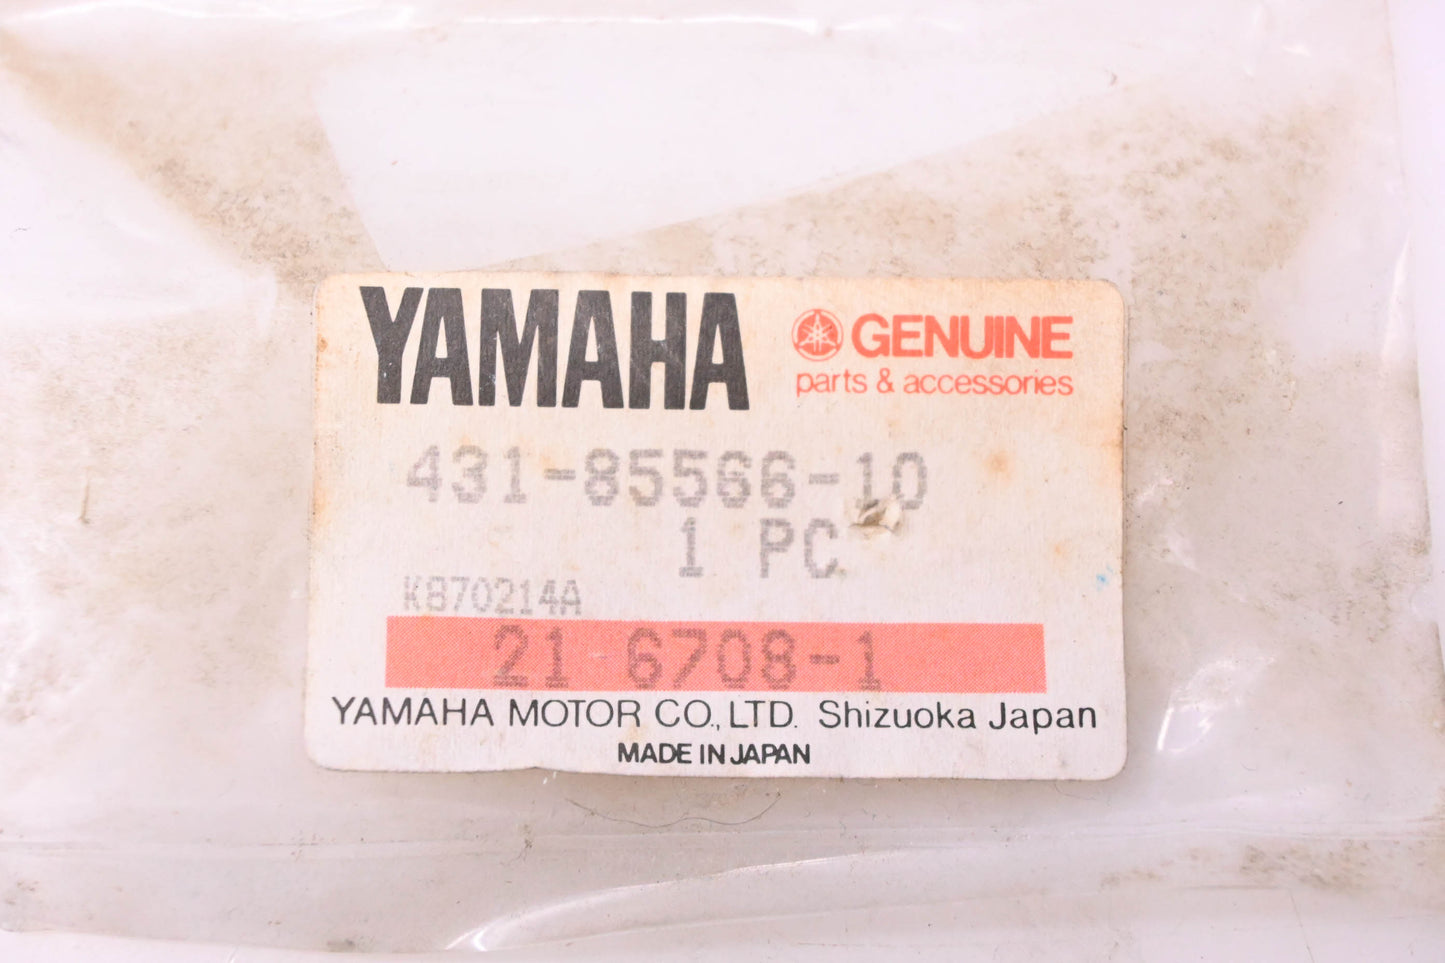 YAMAHA
GENUINE
parts & accessories
431-85566-10
1 PC
K870214A
21 6708-1
YAMAHA MOTOR CO., LTD. Shizuoka Japan
MADE IN JAPAN